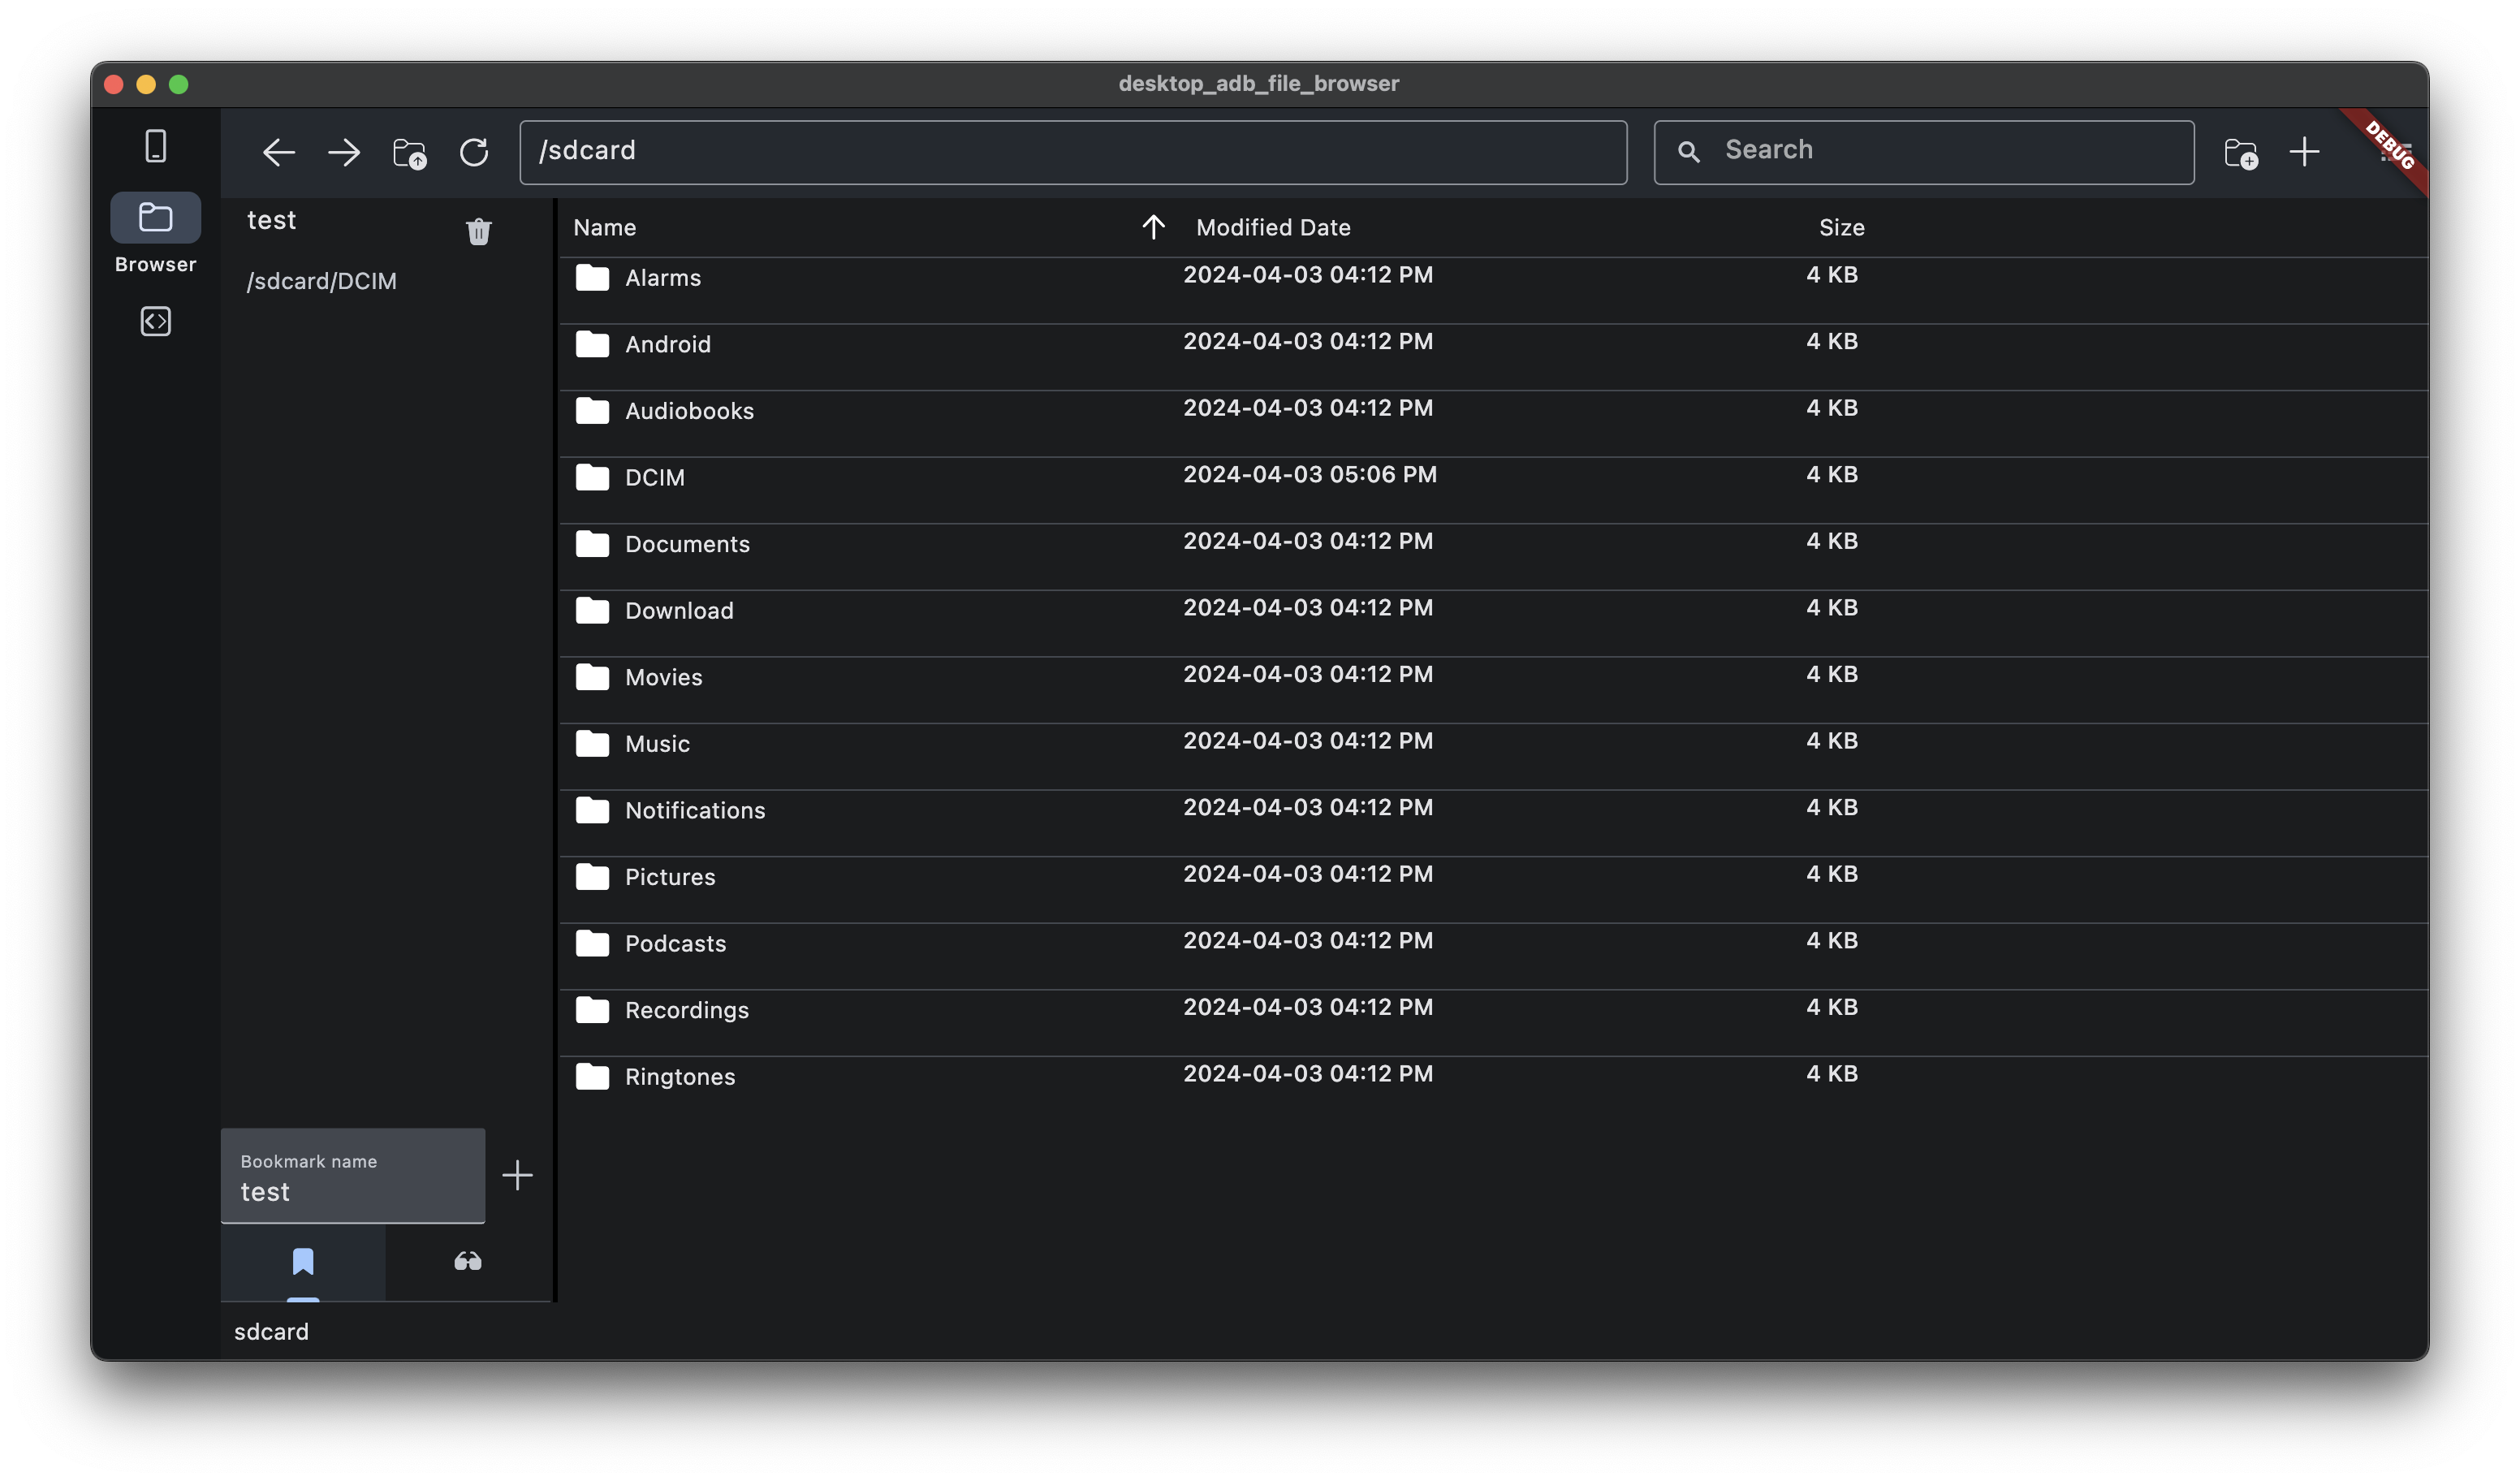 desktop_adb_file_browser
/sdcard
Search
DEBUG
Browser
test
/sdcard/DCIM
Name Modified Date Size
Alarms 2024-04-03 04:12 PM 4 KB
Android 2024-04-03 04:12 PM 4 KB
Audiobooks 2024-04-03 04:12 PM 4 KB
DCIM 2024-04-03 05:06 PM 4 KB
Documents 2024-04-03 04:12 PM 4 KB
Download 2024-04-03 04:12 PM 4 KB
Movies 2024-04-03 04:12 PM 4 KB
Music 2024-04-03 04:12 PM 4 KB
Notifications 2024-04-03 04:12 PM 4 KB
Pictures 2024-04-03 04:12 PM 4 KB
Podcasts 2024-04-03 04:12 PM 4 KB
Recordings 2024-04-03 04:12 PM 4 KB
Ringtones 2024-04-03 04:12 PM 4 KB
Bookmark name
test
sdcard